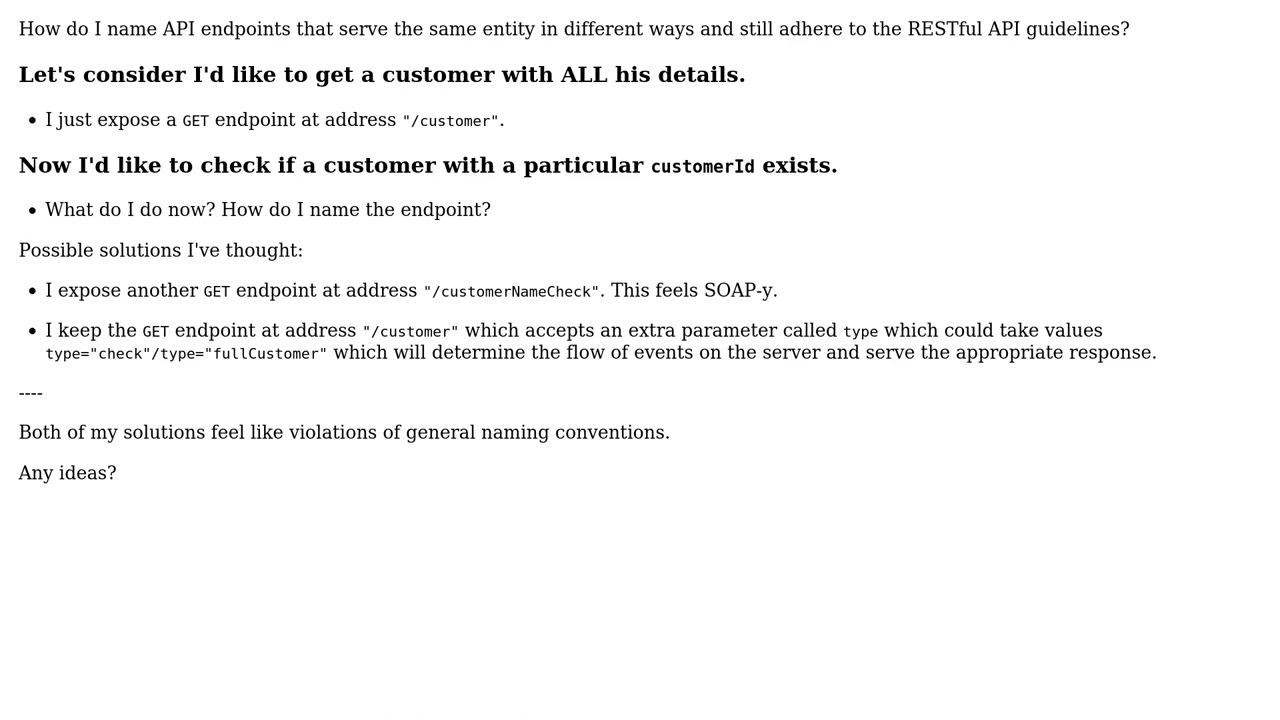 How do I name API endpoints that serve the same entity in different ways and still adhere to the RESTful API guidelines?
Let's consider I'd like to get a customer with ALL his details.
• I just expose a GET endpoint at address "/customer".
Now I'd like to check if a customer with a particular customerId exists.
• What do I do now? How do I name the endpoint?
Possible solutions I've thought:
• I expose another GET endpoint at address "/customerNameCheck". This feels SOAP-y.
• I keep the GET endpoint at address "/customer" which accepts an extra parameter called type which could take values
type="check"/type="fullCustomer" which will determine the flow of events on the server and serve the appropriate response.
----
Both of my solutions feel like violations of general naming conventions.
Any ideas?